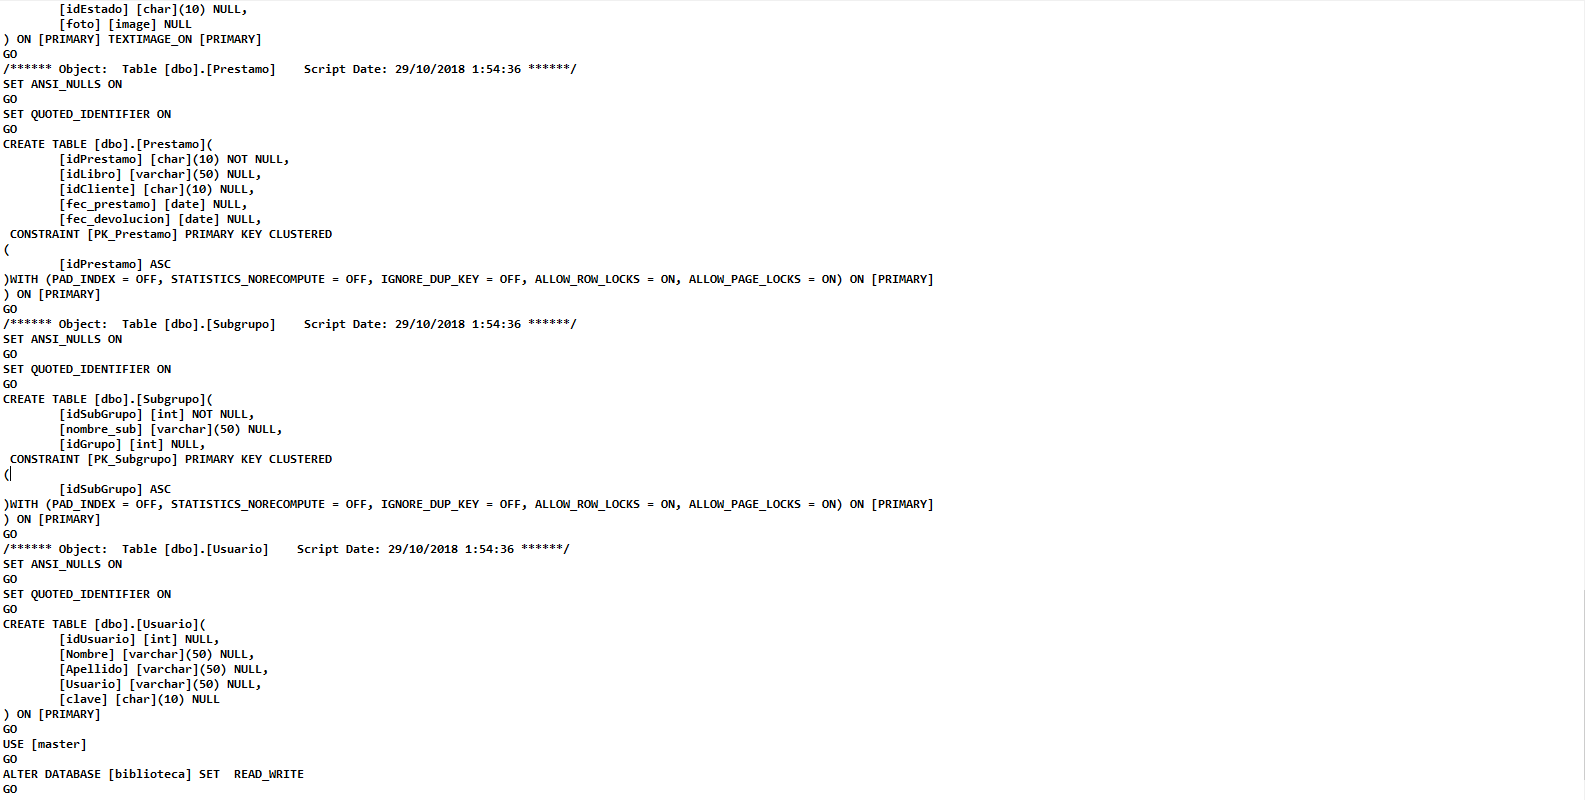 [idEstado] [char](10) NULL,
[foto] [image] NULL
) ON [PRIMARY] TEXTIMAGE_ON [PRIMARY]
GO
/****** Object:  Table [dbo].[Prestamo]    Script Date: 29/10/2018 1:54:36 ******/
SET ANSI_NULLS ON
GO
SET QUOTED_IDENTIFIER ON
GO
CREATE TABLE [dbo].[Prestamo](
[idPrestamo] [char](10) NOT NULL,
[idLibro] [varchar](50) NULL,
[idCliente] [char](10) NULL,
[fec_prestamo] [date] NULL,
[fec_devolucion] [date] NULL,
CONSTRAINT [PK_Prestamo] PRIMARY KEY CLUSTERED
(
[idPrestamo] ASC
)WITH (PAD_INDEX = OFF, STATISTICS_NORECOMPUTE = OFF, IGNORE_DUP_KEY = OFF, ALLOW_ROW_LOCKS = ON, ALLOW_PAGE_LOCKS = ON) ON [PRIMARY]
) ON [PRIMARY]
GO
/****** Object:  Table [dbo].[Subgrupo]    Script Date: 29/10/2018 1:54:36 ******/
SET ANSI_NULLS ON
GO
SET QUOTED_IDENTIFIER ON
GO
CREATE TABLE [dbo].[Subgrupo](
[idSubGrupo] [int] NOT NULL,
[nombre_sub] [varchar](50) NULL,
[idGrupo] [int] NULL,
CONSTRAINT [PK_Subgrupo] PRIMARY KEY CLUSTERED
(
[idSubGrupo] ASC
)WITH (PAD_INDEX = OFF, STATISTICS_NORECOMPUTE = OFF, IGNORE_DUP_KEY = OFF, ALLOW_ROW_LOCKS = ON, ALLOW_PAGE_LOCKS = ON) ON [PRIMARY]
) ON [PRIMARY]
GO
/****** Object:  Table [dbo].[Usuario]    Script Date: 29/10/2018 1:54:36 ******/
SET ANSI_NULLS ON
GO
SET QUOTED_IDENTIFIER ON
GO
CREATE TABLE [dbo].[Usuario](
[idUsuario] [int] NULL,
[Nombre] [varchar](50) NULL,
[Apellido] [varchar](50) NULL,
[Usuario] [varchar](50) NULL,
[clave] [char](10) NULL
) ON [PRIMARY]
GO
USE [master]
GO
ALTER DATABASE [biblioteca] SET  READ_WRITE
GO